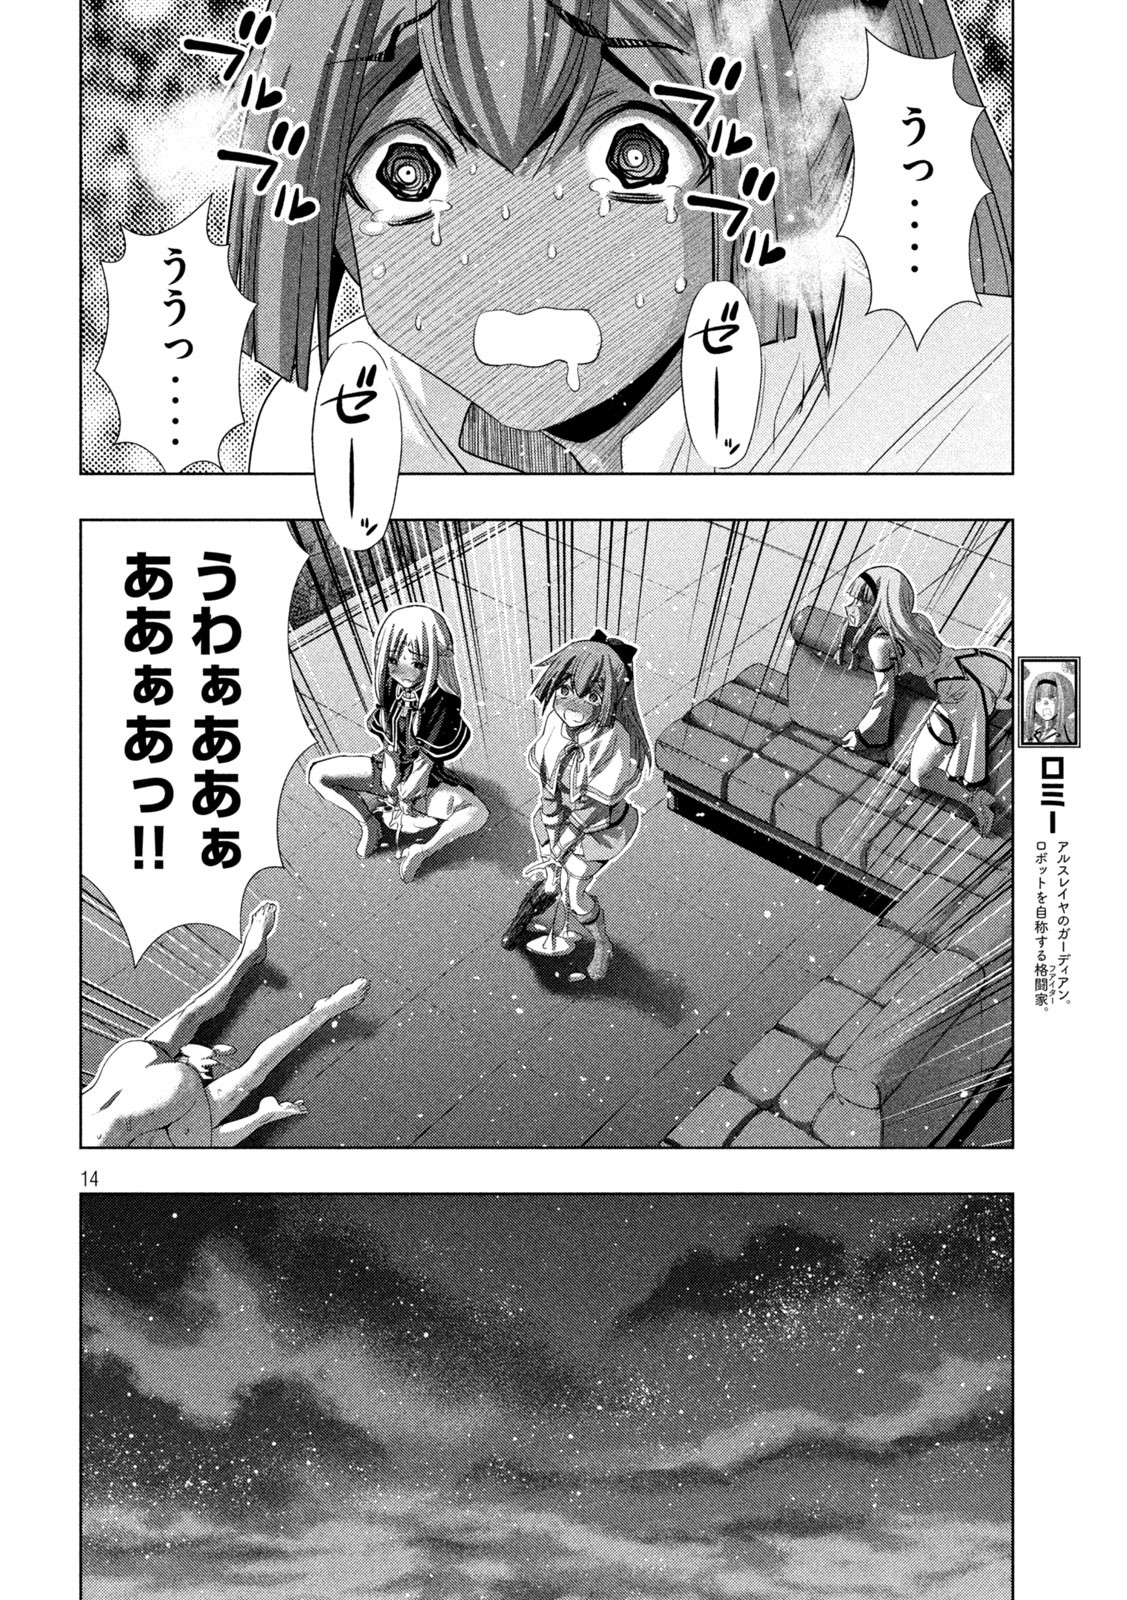 うっ‥‥
ブル
ブル
ブル
ブル
ゼーッ
ゼーッ
ううっ‥‥
うわぁああぁ
ああぁあっ!!
ロミー
アルスレイヤのガーディアン。
ロボットを自称する格闘家。
ファイター
14